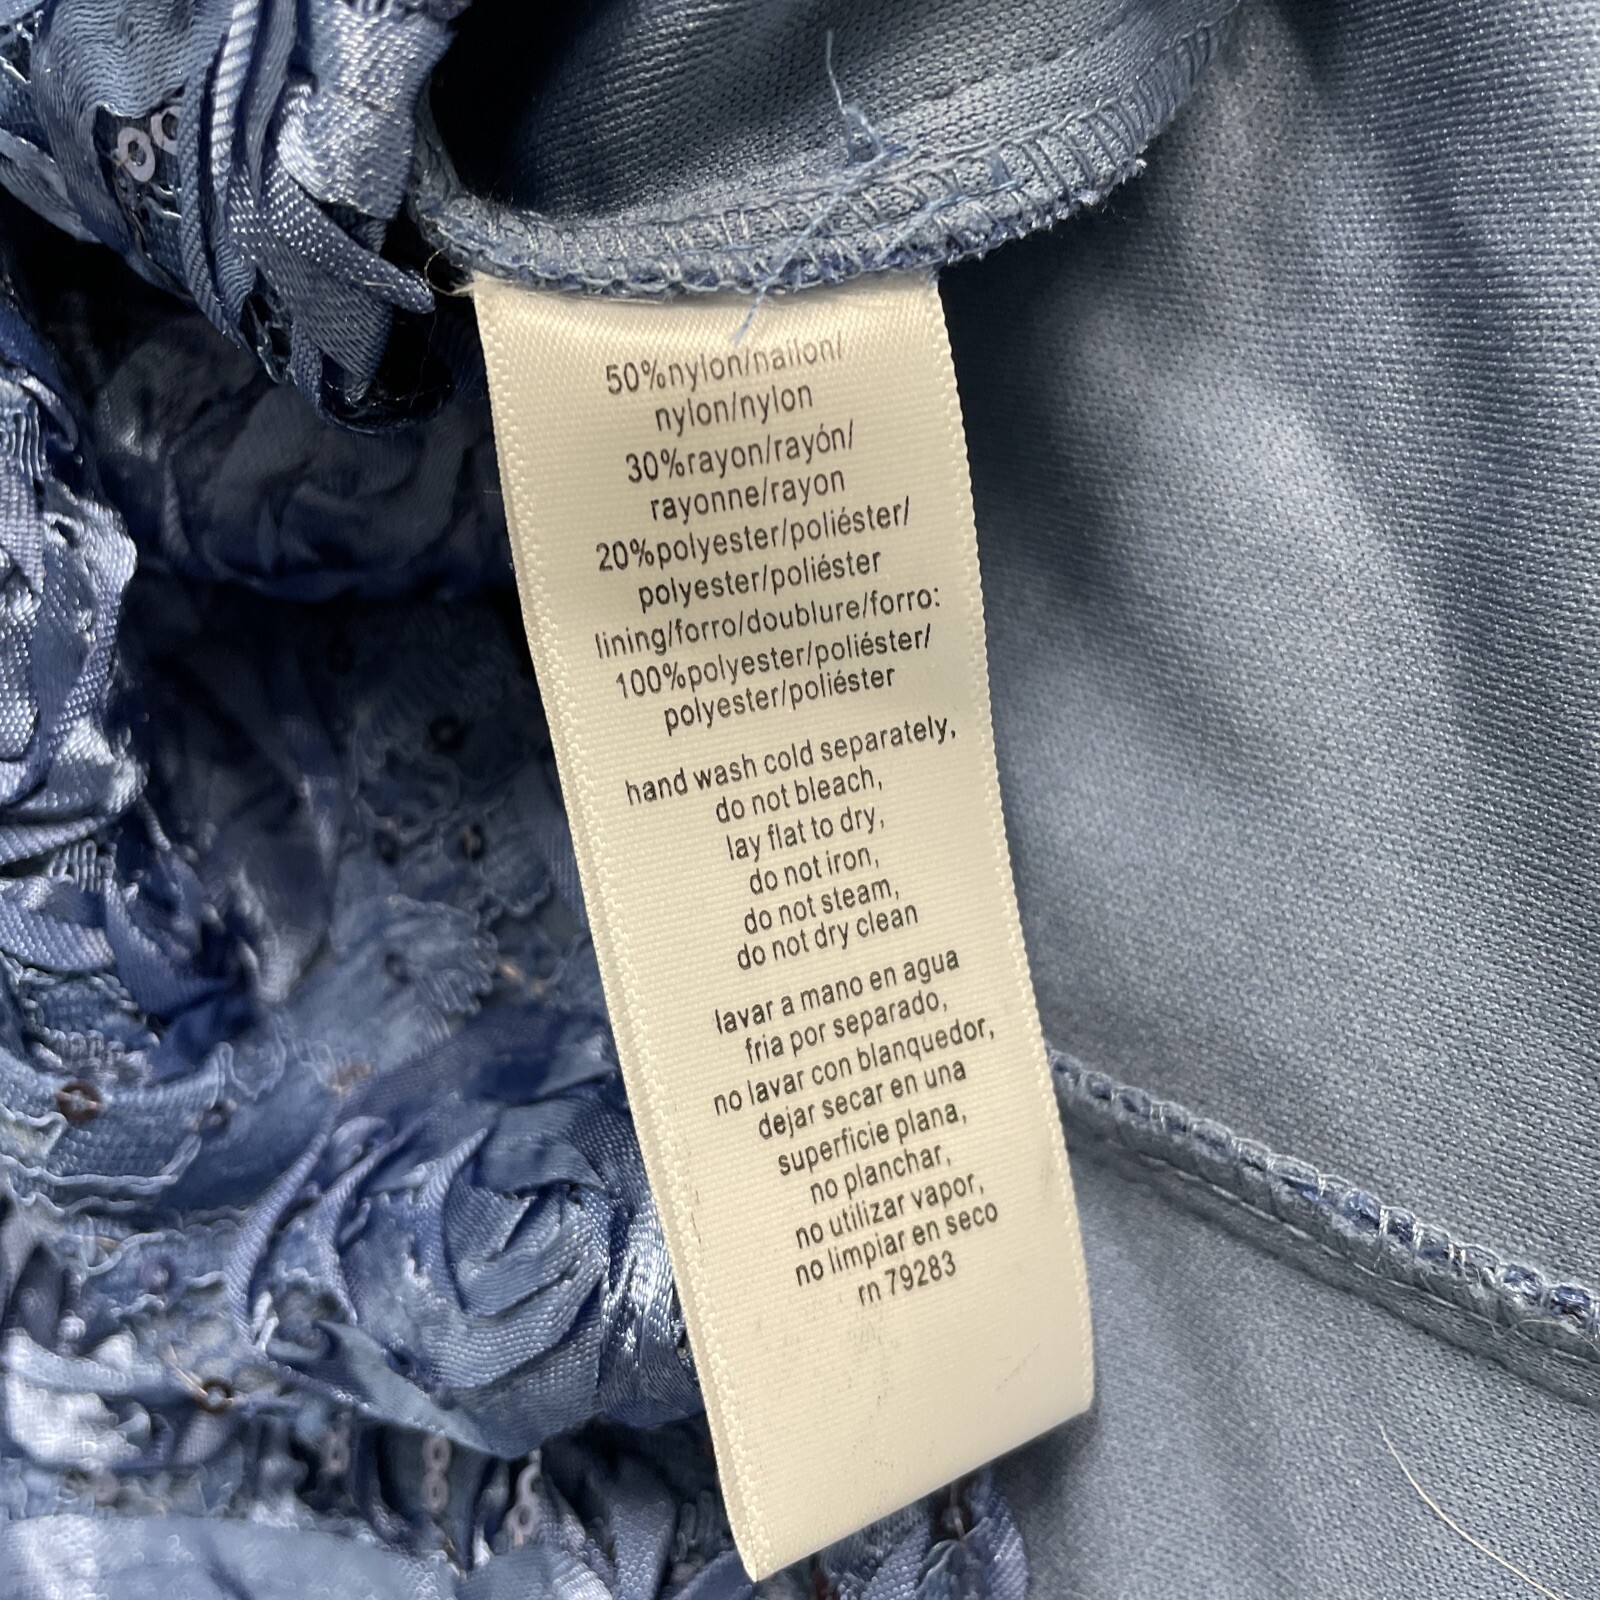 50%nylon/nailon/
nylon/nylon
30%rayon/rayón/
rayonne/rayon
20%polyester/poliéster/
polyester/poliéster
lining/forro/doublure/forro:
100%polyester/poliéster/
polyester/poliéster
hand wash cold separately,
do not bleach,
lay flat to dry,
do not iron,
do not steam,
do not dry clean
lavar a mano en agua
fria por separado,
no lavar con blanquedor,
dejar secar en una
superficie plana,
no planchar,
no utilizar vapor,
no limpiar en seco
rn 79283